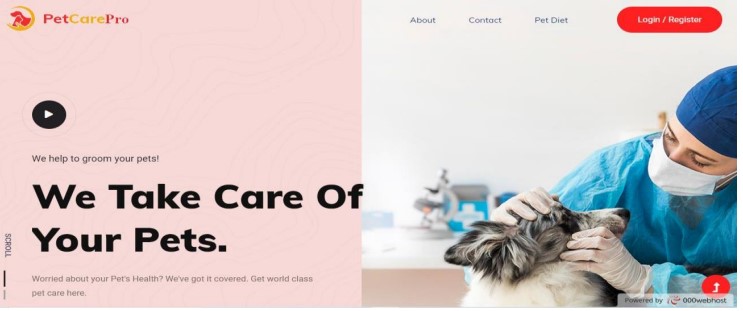 PetCarePro
About
Contact
Pet Diet
Login / Register
We help to groom your pets!
We Take Care Of
Your Pets.
SCROLL
Worried about your Pet's Health? We've got it covered. Get world class
pet care here.
Powered by 000webhost